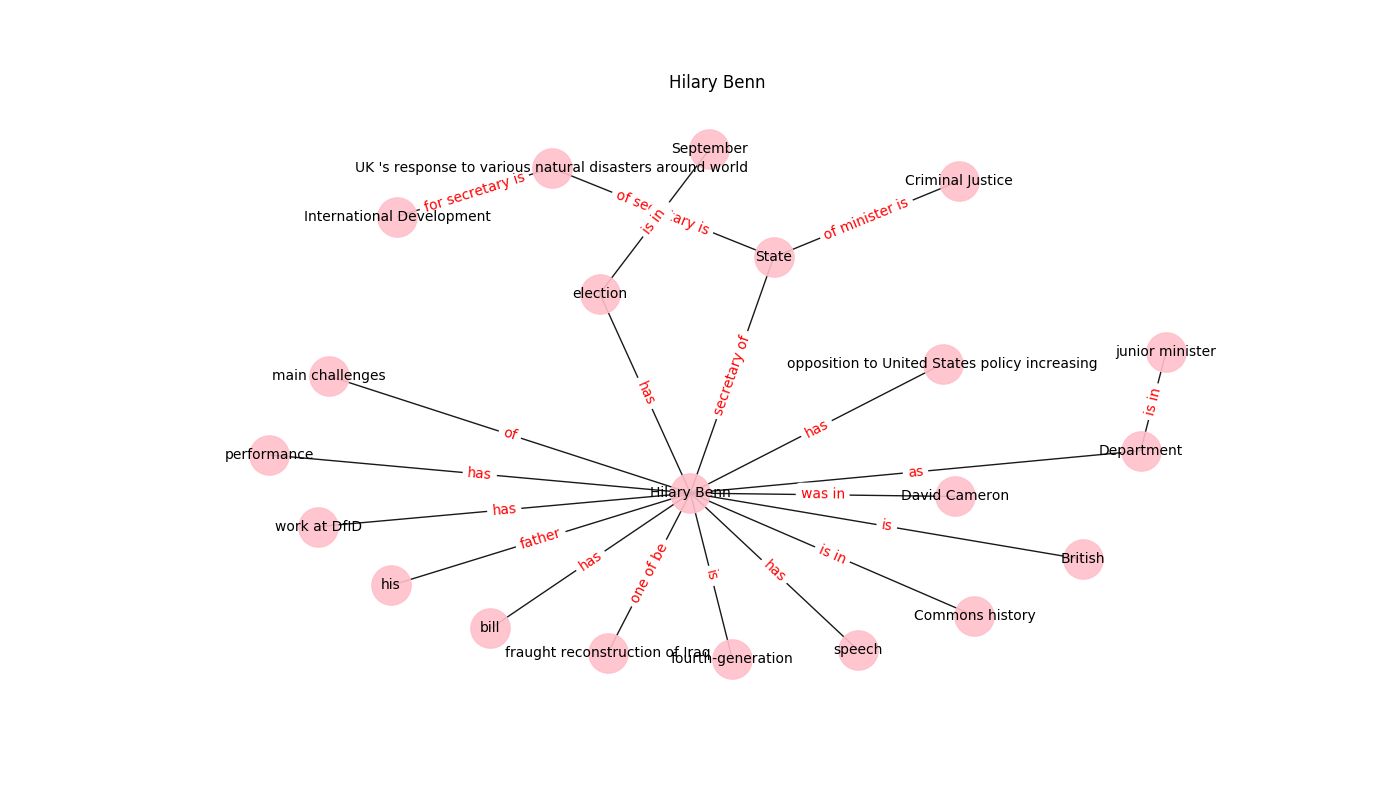 Hilary Benn
September
UK 's response to various natural disasters around world
Criminal Justice
for secretary is
of minister is
International Development
is in
State
election
secretary of
junior minister
opposition to United States policy increasing
main challenges
has
is in
has
of
Department
performance
has
as
Hilary Benn
was in
David Cameron
has
work at DfID
is
father
is in
British
has
one of be
is
has
his
Commons history
bill
speech
fraught reconstruction of Iraq
fourth-generation